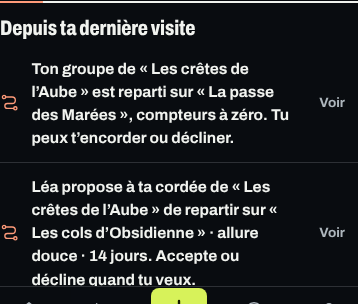 Depuis ta dernière visite
Ton groupe de « Les crêtes de
l'Aube » est reparti sur « La passe
des Marées », compteurs à zéro. Tu
peux t'encorder ou décliner.
Voir
Léa propose à ta cordée de « Les
crêtes de l'Aube » de repartir sur «
Les cols d'Obsidienne » · allure
douce · 14 jours. Accepte ou
décline quand tu veux.
Voir